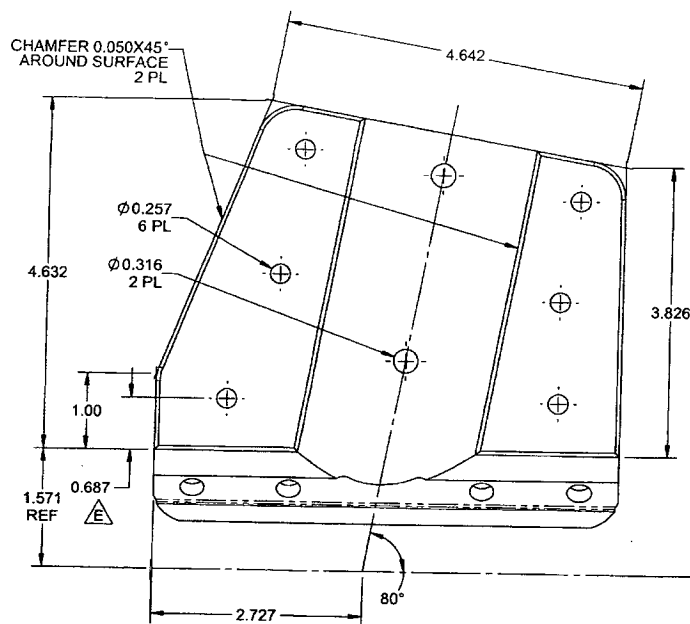 CHAMFER 0.050X45°
AROUND SURFACE
2 PL
4.642
Ø0.257
6 PL
Ø0.316
2 PL
4.632
3.826
1.00
0.687
E
1.571
REF
80°
2.727